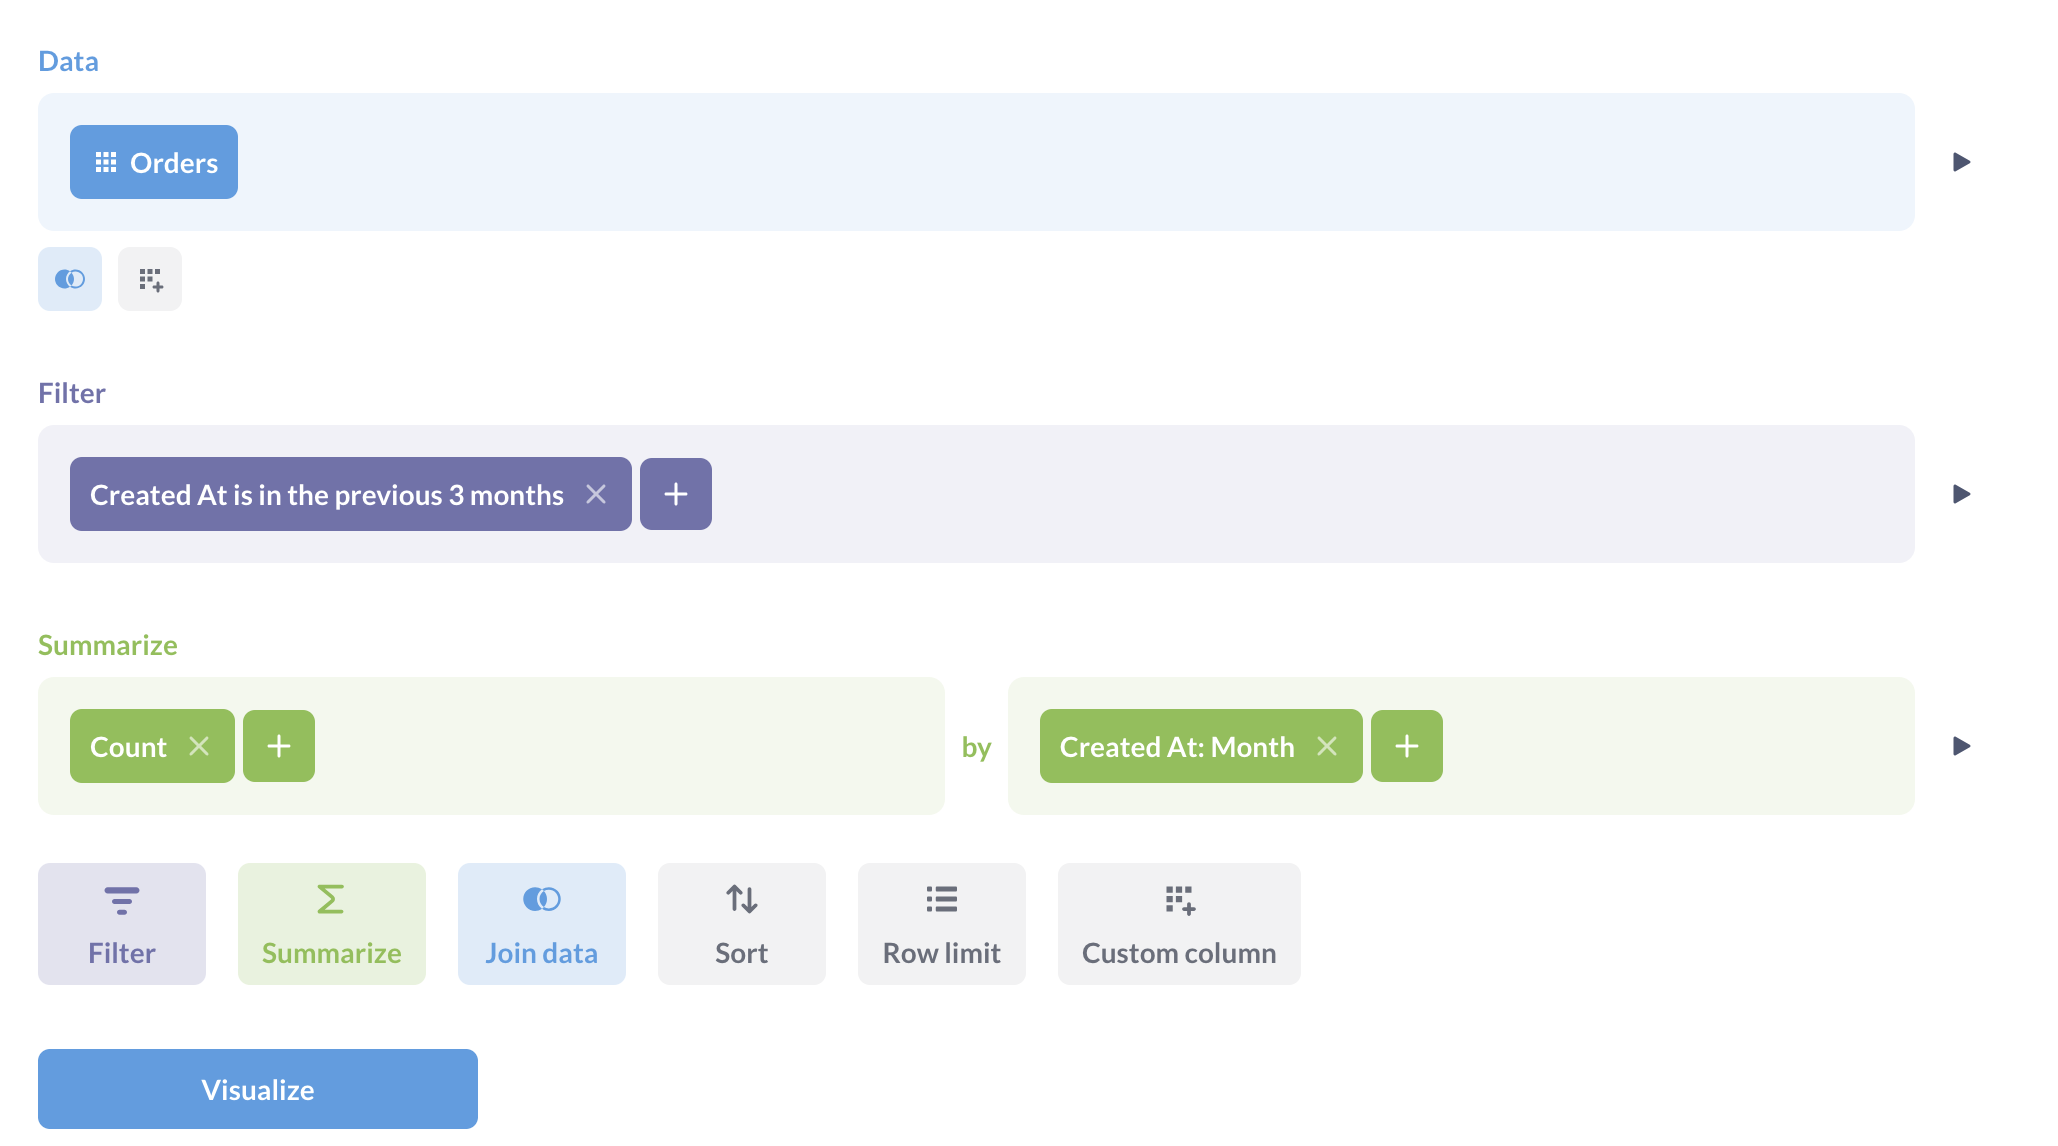 Data
Orders
Filter
Created At is in the previous 3 months
Summarize
Count
by
Created At: Month
Filter
Summarize
Join data
Sort
Row limit
Custom column
Visualize